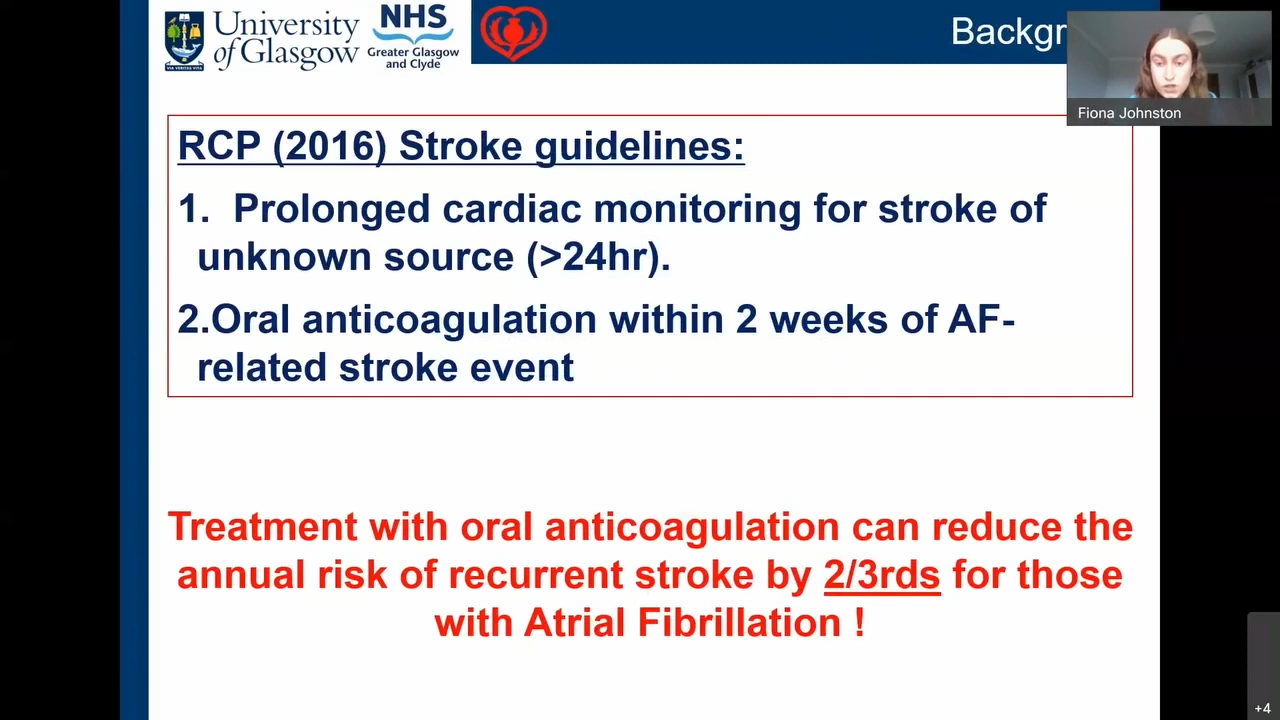 University
of Glasgow
VIA VERITAS VITA
NHS
Greater Glasgow
and Clyde
Backgr
Fiona Johnston
RCP (2016) Stroke guidelines:
1. Prolonged cardiac monitoring for stroke of
unknown source (>24hr).
2.Oral anticoagulation within 2 weeks of AF-
related stroke event
Treatment with oral anticoagulation can reduce the
annual risk of recurrent stroke by 2/3rds for those
with Atrial Fibrillation !
+4